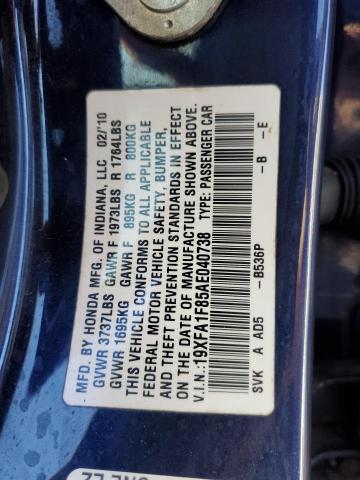 MFD. BY HONDA MFG. OF INDIANA, LLC 02/'10
GVWR 3737LBS GAWR F 1973LBS R 1764LBS
GVWR 1695KG GAWR F 895KG R 800KG
THIS VEHICLE CONFORMS TO ALL APPLICABLE
FEDERAL MOTOR VEHICLE SAFETY, BUMPER,
AND THEFT PREVENTION STANDARDS IN EFFECT
ON THE DATE OF MANUFACTURE SHOWN ABOVE.
V.I.N.:19XFA1F85AE040738 TYPE: PASSENGER CAR
SVK A AD5 -B536P -B -E